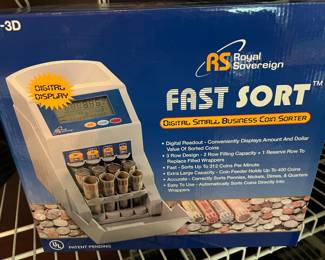 -3D
DIGITAL
DISPLAY
RS Royal
Sovereign
FAST SORT™
DIGITAL SMALL BUSINESS COIN SORTER
• Digital Readout - Conveniently Displays Amount and Dollar
Value Of Sorted Coins
• 3 Row Design - 2 Row Filling Capacity + 1 Reserve Row To
Replace Filled Wrappers
• Fast - Sorts Up To 312 Coins Per Minute
• Extra Large Capacity - Coin Feeder Holds Up To 400 Coins
• Accurate - Correctly Sorts Pennies, Nickels, Dimes, & Quarters
• Easy To Use - Automatically Sorts Coins Directly Into
Wrappers
UL
PATENT PENDING